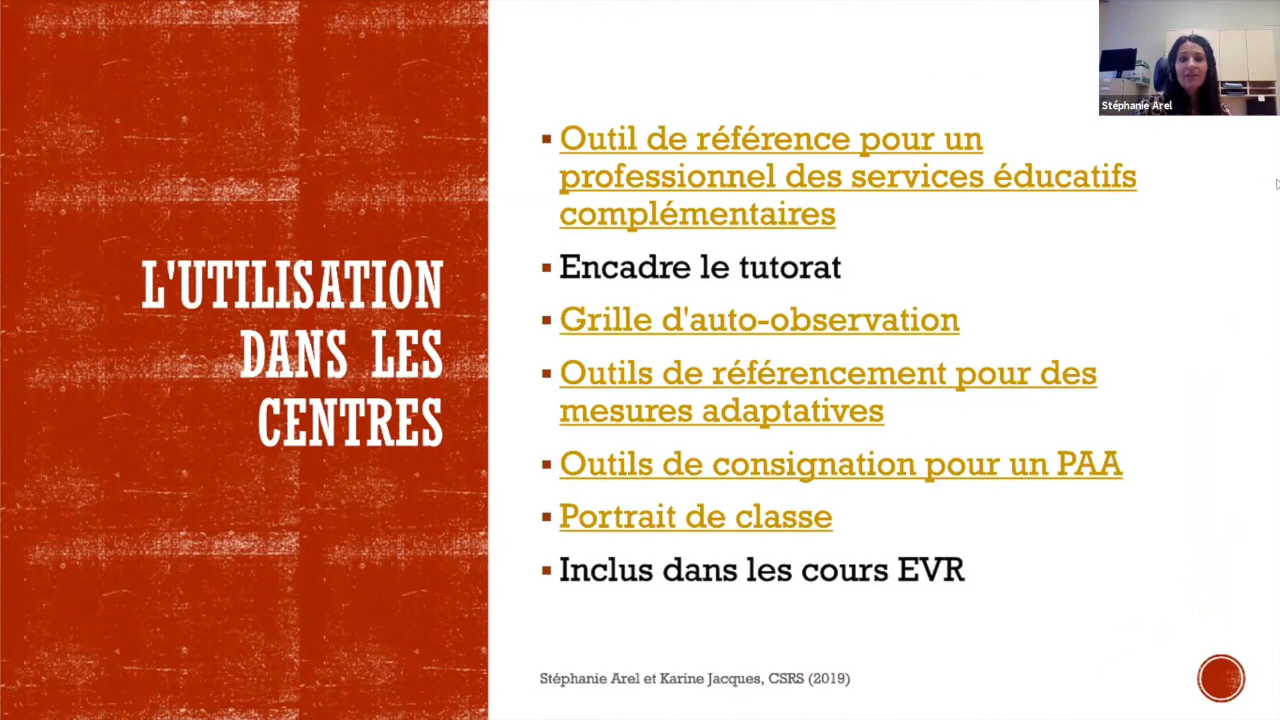 L'UTILISATION
DANS LES
CENTRES
Outil de référence pour un
professionnel des services éducatifs
complémentaires
Encadre le tutorat
Grille d'auto-observation
Outils de référencement pour des
mesures adaptatives
Outils de consignation pour un PAA
Portrait de classe
Inclus dans les cours EVR
Stéphanie Arel et Karine Jacques, CSRS (2019)
Stéphanie Arel